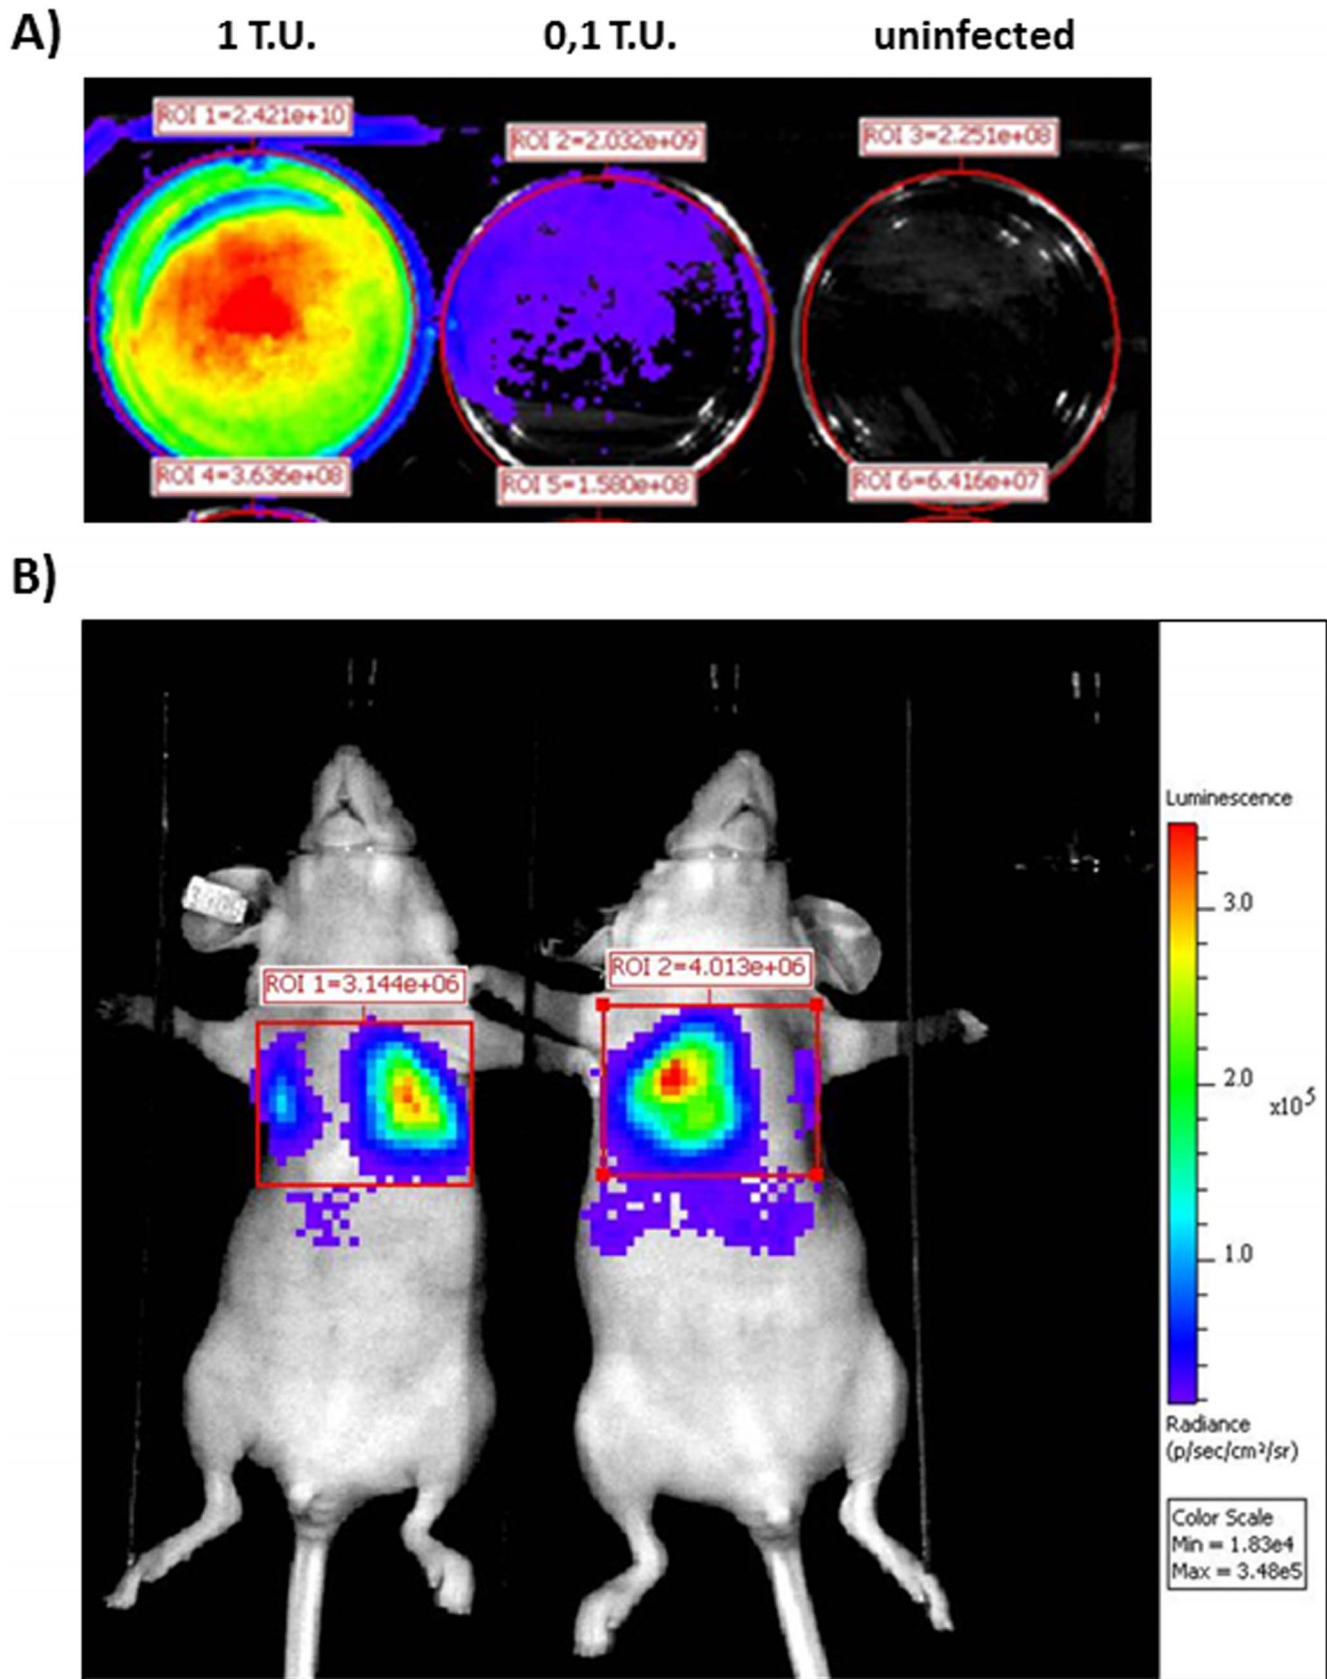 A)
1 T.U.
0,1 T.U.
uninfected
ROI 1=2.421e+10
ROI 2=2.032e+09
ROI 3=2.251e+08
ROI 4=3.636e+08
ROI 5=1.580e+08
ROI 6=6.416e+07
B)
ROI 1=3.144e+06
ROI 2=4.013e+06
Luminescence
3.0
2.0
x10⁵
1.0
Radiance
(p/sec/cm²/sr)
Color Scale
Min = 1.83e4
Max = 3.48e5